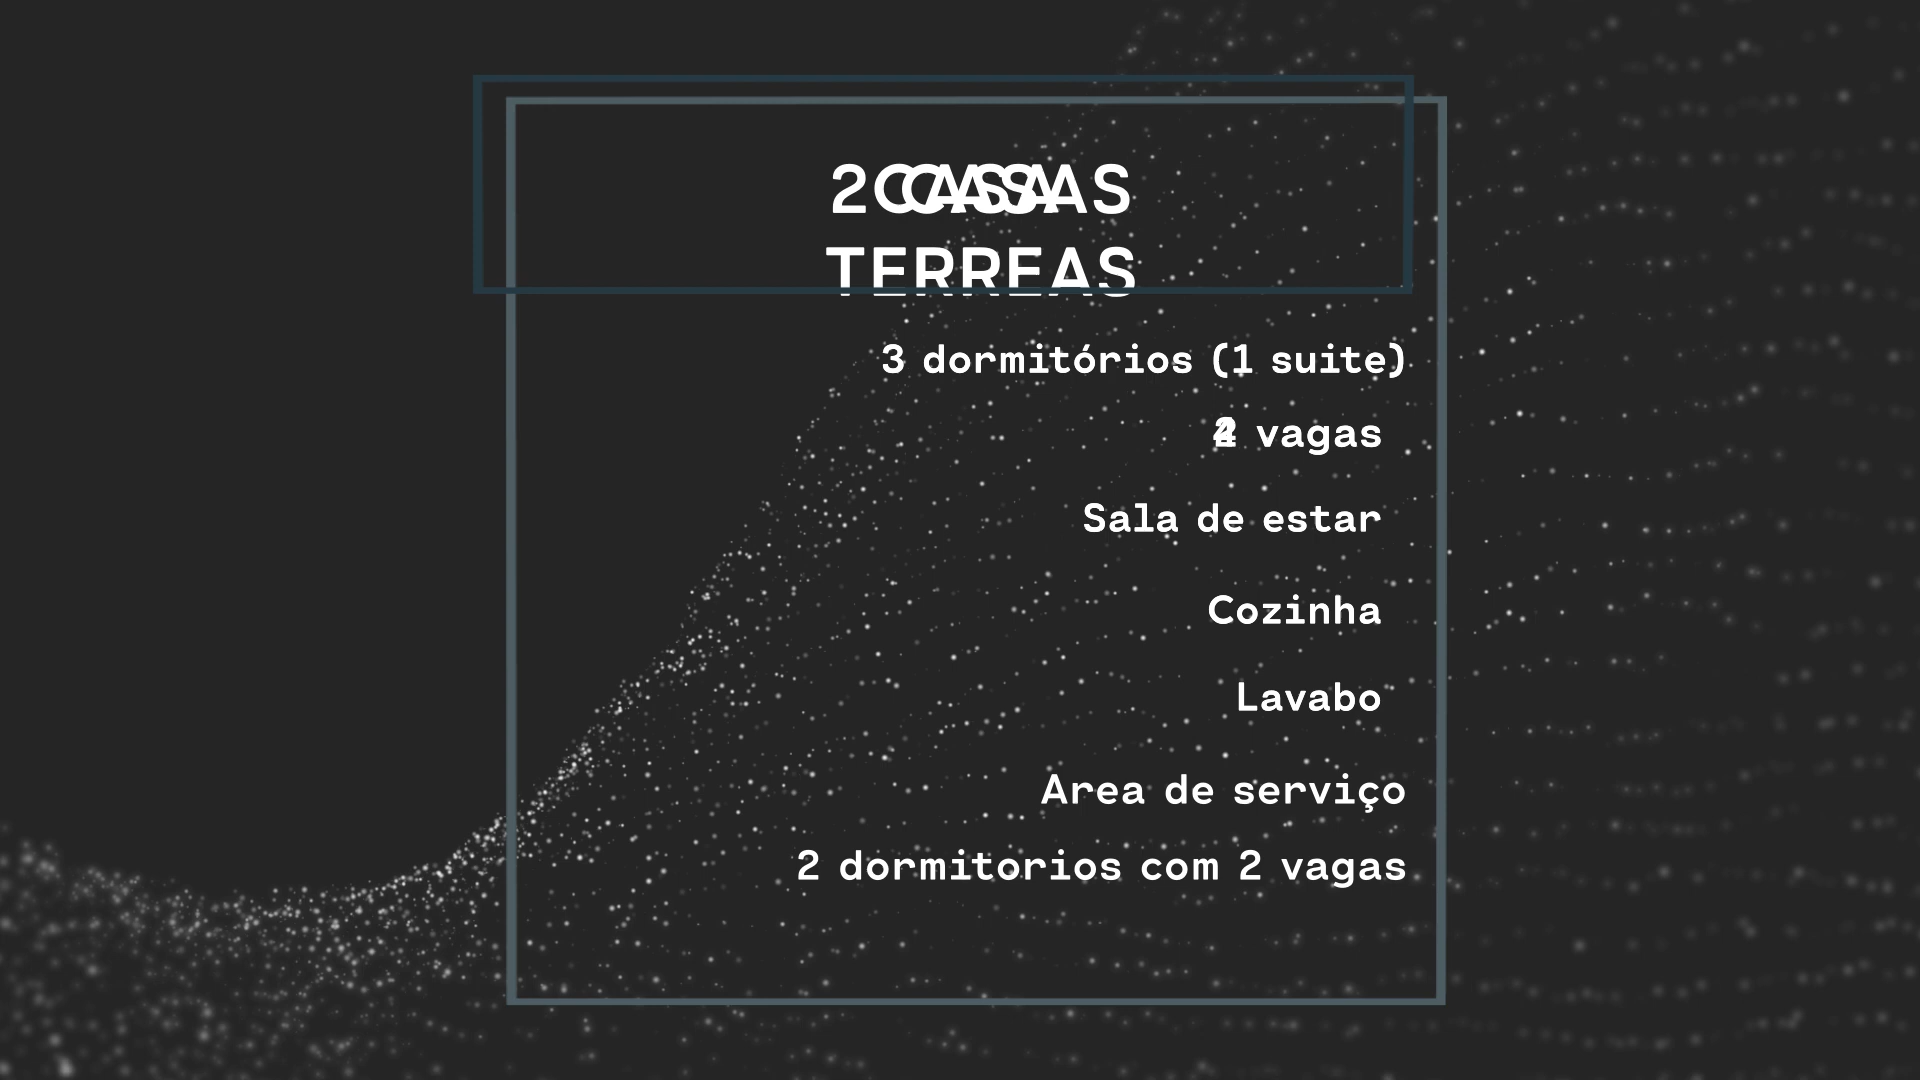 2 CASAS
TERREAS
3 dormitórios (1 suite)
vagas
Sala de estar
Cozinha
Lavabo
Area de serviço
2 dormitorios com 2 vagas